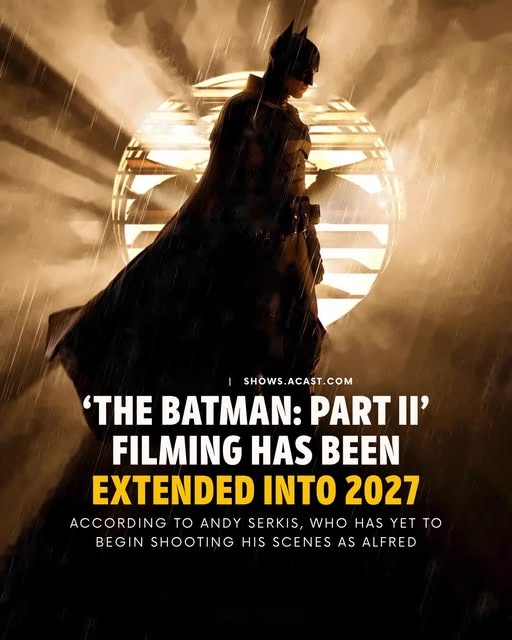 | SHOWS.ACAST.COM
‘THE BATMAN: PART II’
FILMING HAS BEEN
EXTENDED INTO 2027
ACCORDING TO ANDY SERKIS, WHO HAS YET TO
BEGIN SHOOTING HIS SCENES AS ALFRED